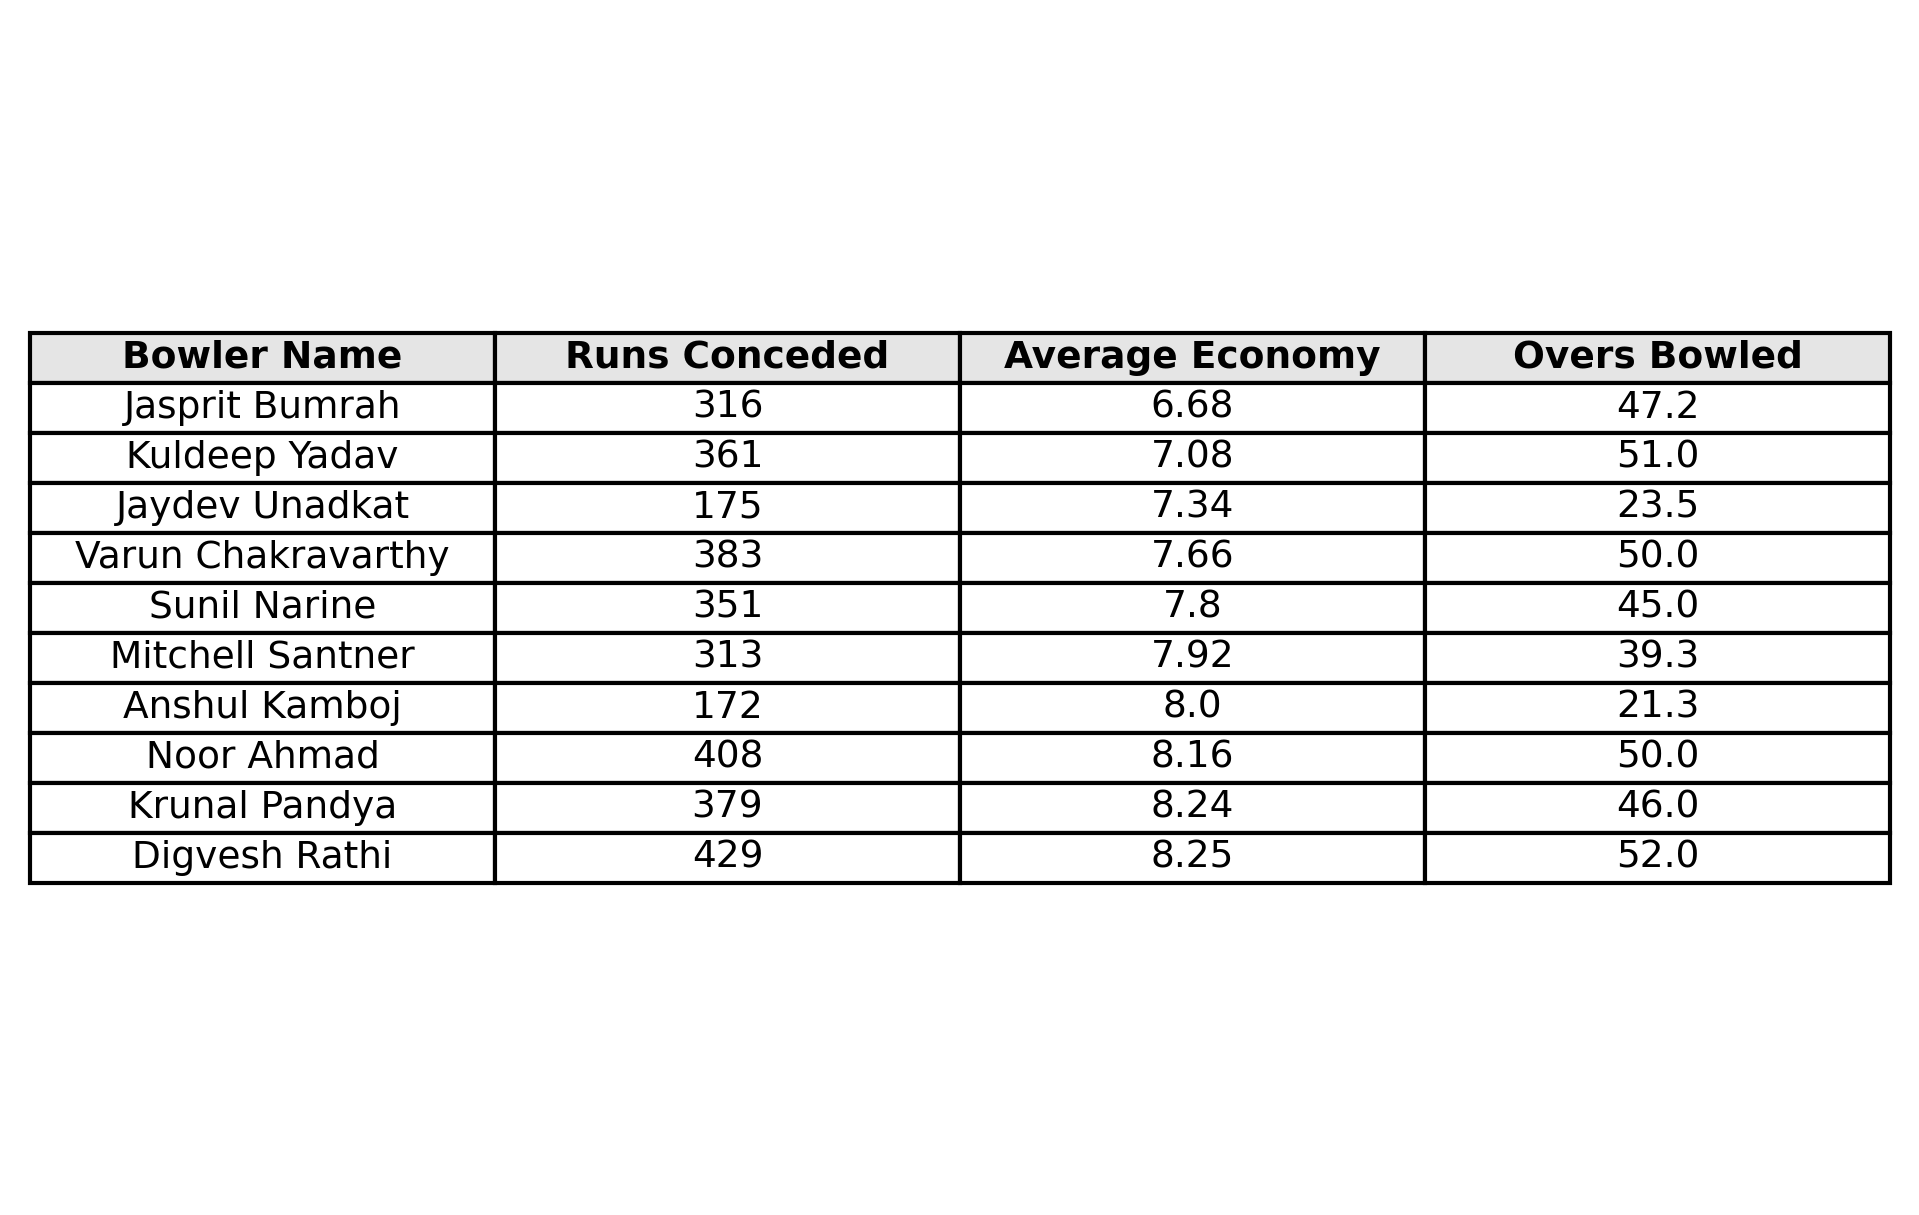 Bowler Name Runs Conceded Average Economy Overs Bowled
Jasprit Bumrah 316 6.68 47.2
Kuldeep Yadav 361 7.08 51.0
Jaydev Unadkat 175 7.34 23.5
Varun Chakravarthy 383 7.66 50.0
Sunil Narine 351 7.8 45.0
Mitchell Santner 313 7.92 39.3
Anshul Kamboj 172 8.0 21.3
Noor Ahmad 408 8.16 50.0
Krunal Pandya 379 8.24 46.0
Digvesh Rathi 429 8.25 52.0